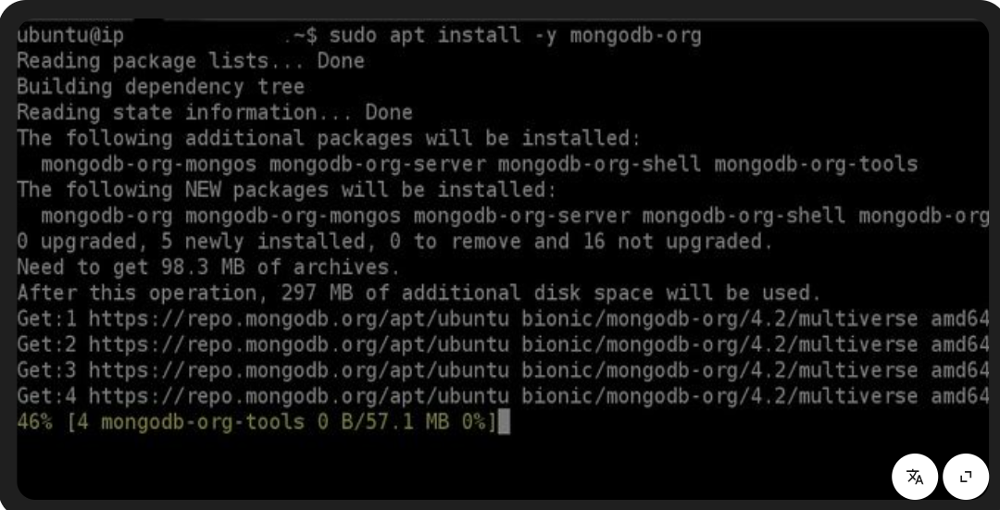 ubuntu@ip .~$ sudo apt install -y mongodb-org
Reading package lists... Done
Building dependency tree
Reading state information... Done
The following additional packages will be installed:
  mongodb-org-mongos mongodb-org-server mongodb-org-shell mongodb-org-tools
The following NEW packages will be installed:
  mongodb-org mongodb-org-mongos mongodb-org-server mongodb-org-shell mongodb-org
0 upgraded, 5 newly installed, 0 to remove and 16 not upgraded.
Need to get 98.3 MB of archives.
After this operation, 297 MB of additional disk space will be used.
Get:1 https://repo.mongodb.org/apt/ubuntu bionic/mongodb-org/4.2/multiverse amd64
Get:2 https://repo.mongodb.org/apt/ubuntu bionic/mongodb-org/4.2/multiverse amd64
Get:3 https://repo.mongodb.org/apt/ubuntu bionic/mongodb-org/4.2/multiverse amd64
Get:4 https://repo.mongodb.org/apt/ubuntu bionic/mongodb-org/4.2/multiverse amd64
46% [4 mongodb-org-tools 0 B/57.1 MB 0%]